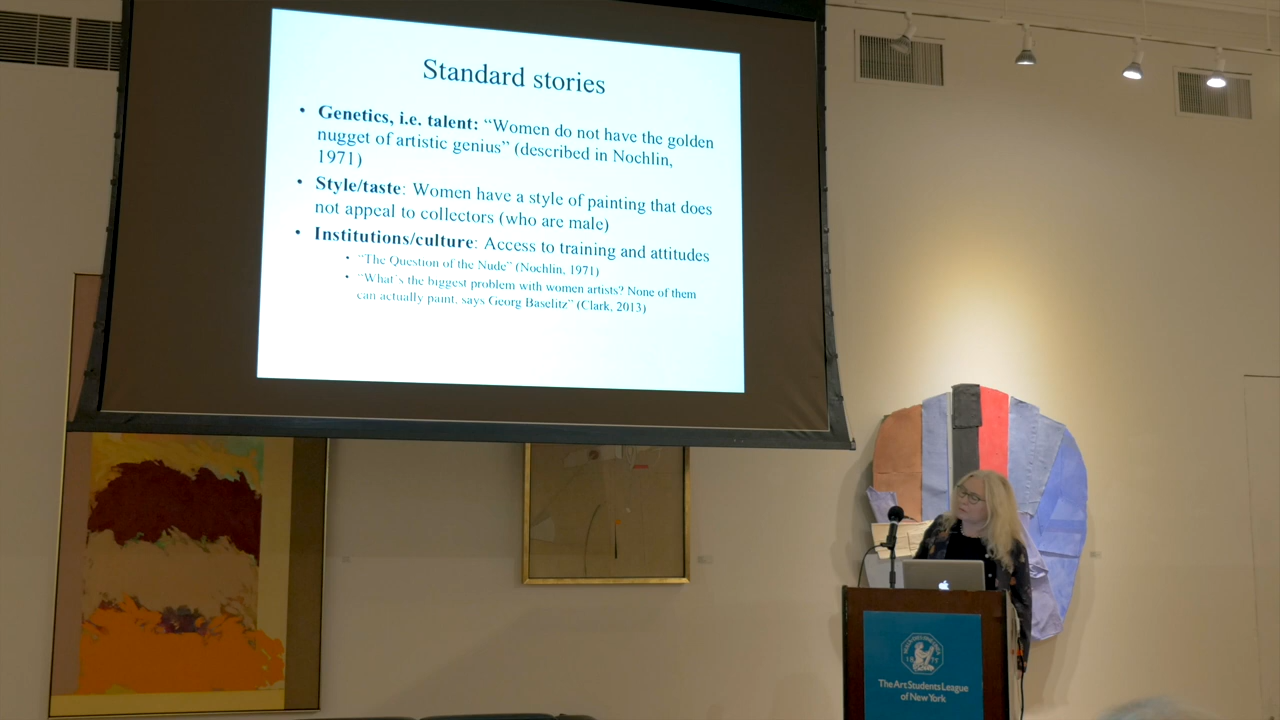 Standard stories
• Genetics, i.e. talent: “Women do not have the golden
nugget of artistic genius” (described in Nochlin,
1971)
• Style/taste: Women have a style of painting that does
not appeal to collectors (who are male)
• Institutions/culture: Access to training and attitudes
• “The Question of the Nude” (Nochlin, 1971)
• “What’s the biggest problem with women artists? None of them
can actually paint, says Georg Baselitz” (Clark, 2013)
The Art Students League
of New York